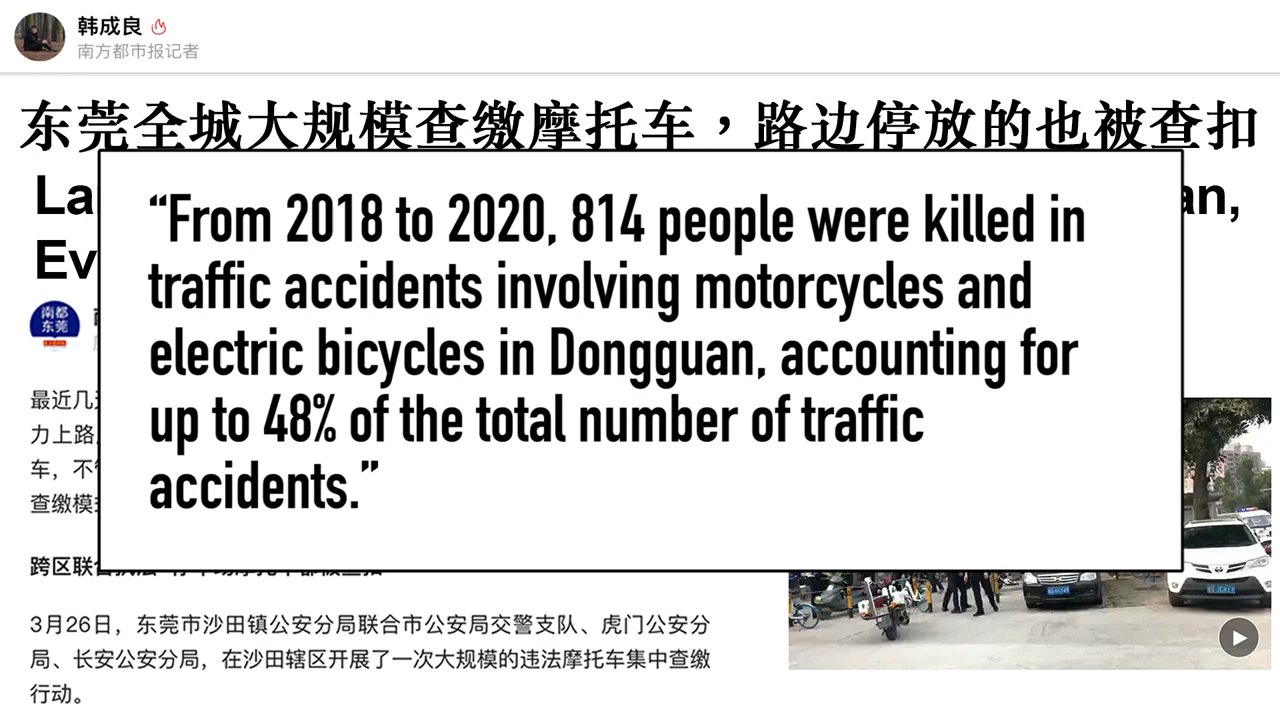 韩成良
南方都市报记者
东莞全城大规模查缴摩托车，路边停放的也被查扣
“From 2018 to 2020, 814 people were killed in
traffic accidents involving motorcycles and
electric bicycles in Dongguan, accounting for
up to 48% of the total number of traffic
accidents.”
南都
东莞
最近几
力上路
车，不
查缴模
跨区联
3月26日，东莞市沙田镇公安分局联合市公安局交警支队、虎门公安分
局、长安公安分局，在沙田辖区开展了一次大规模的违法摩托车集中查缴
行动。